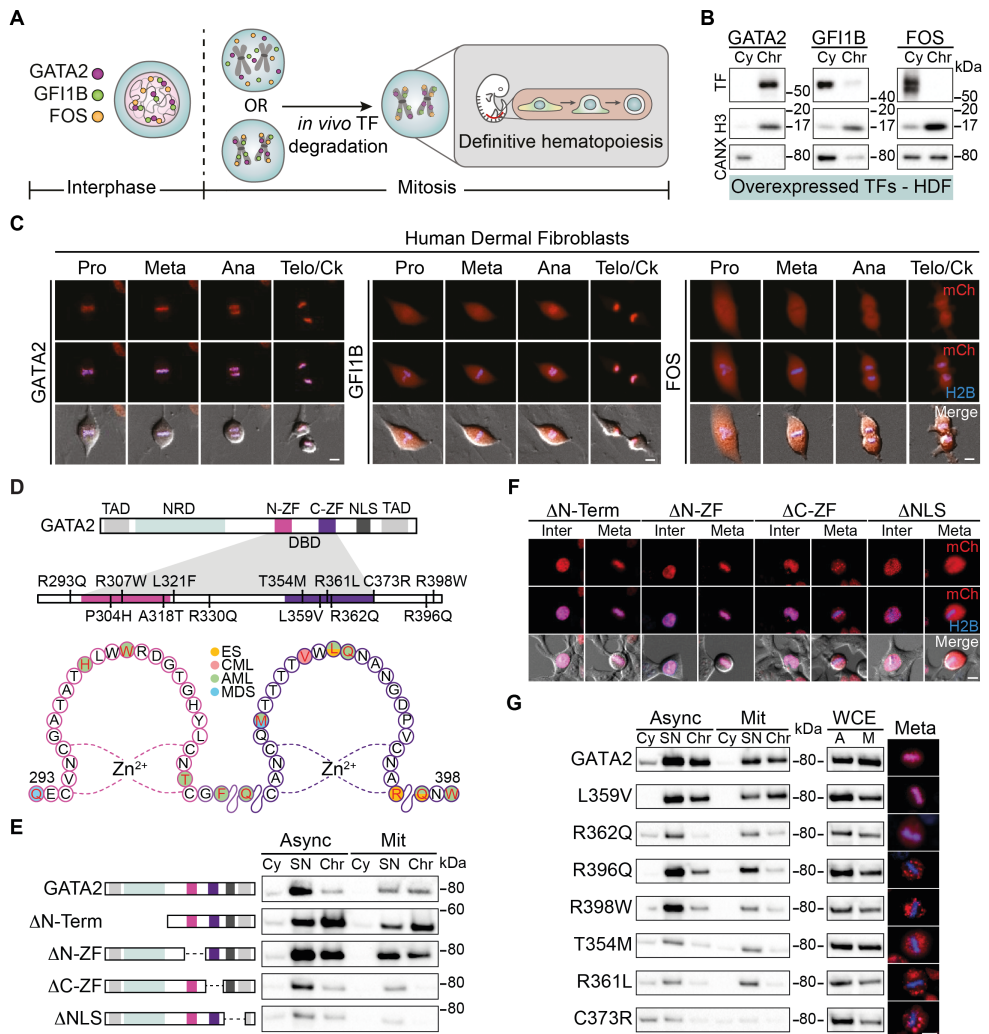 A
GATA2
GFI1B
FOS
OR
in vivo TF
degradation
Definitive hematopoiesis
Interphase
Mitosis
B
GATA2 GFI1B FOS
Cy Chr Cy Chr Cy Chr kDa
TF
-50 -40 -50
H3
-17 -17 -17
CANX
-80 -80 -80
Overexpressed TFs - HDF
C
Human Dermal Fibroblasts
Pro Meta Ana Telo/Ck Pro Meta Ana Telo/Ck Pro Meta Ana Telo/Ck
GATA2
GFI1B
FOS
mCh
mCh
H2B
Merge
D
TAD NRD N-ZF C-ZF NLS TAD
GATA2
DBD
R293Q R307W L321F T354M R361L C373R R398W
P304H A318T R330Q L359V R362Q R396Q
ES
CML
AML
MDS
293
Q E C V N C G A T A T H L W W R D G T G H Y L C N T C G F Q C A N C Q M T T T T V W L Q N A N G D P V C N A R Q N W
398
Zn2+ Zn2+
E
Async Mit
Cy SN Chr Cy SN Chr kDa
GATA2 -80
-60
ΔN-Term
ΔN-ZF -80
ΔC-ZF -80
ΔNLS -80
F
ΔN-Term ΔN-ZF ΔC-ZF ΔNLS
Inter Meta Inter Meta Inter Meta Inter Meta
mCh
mCh
H2B
Merge
G
Async Mit kDa WCE Meta
Cy SN Chr Cy SN Chr A M
GATA2 -80-
L359V -80-
R362Q -80-
R396Q -80-
R398W -80-
T354M -80-
R361L -80-
C373R -80-